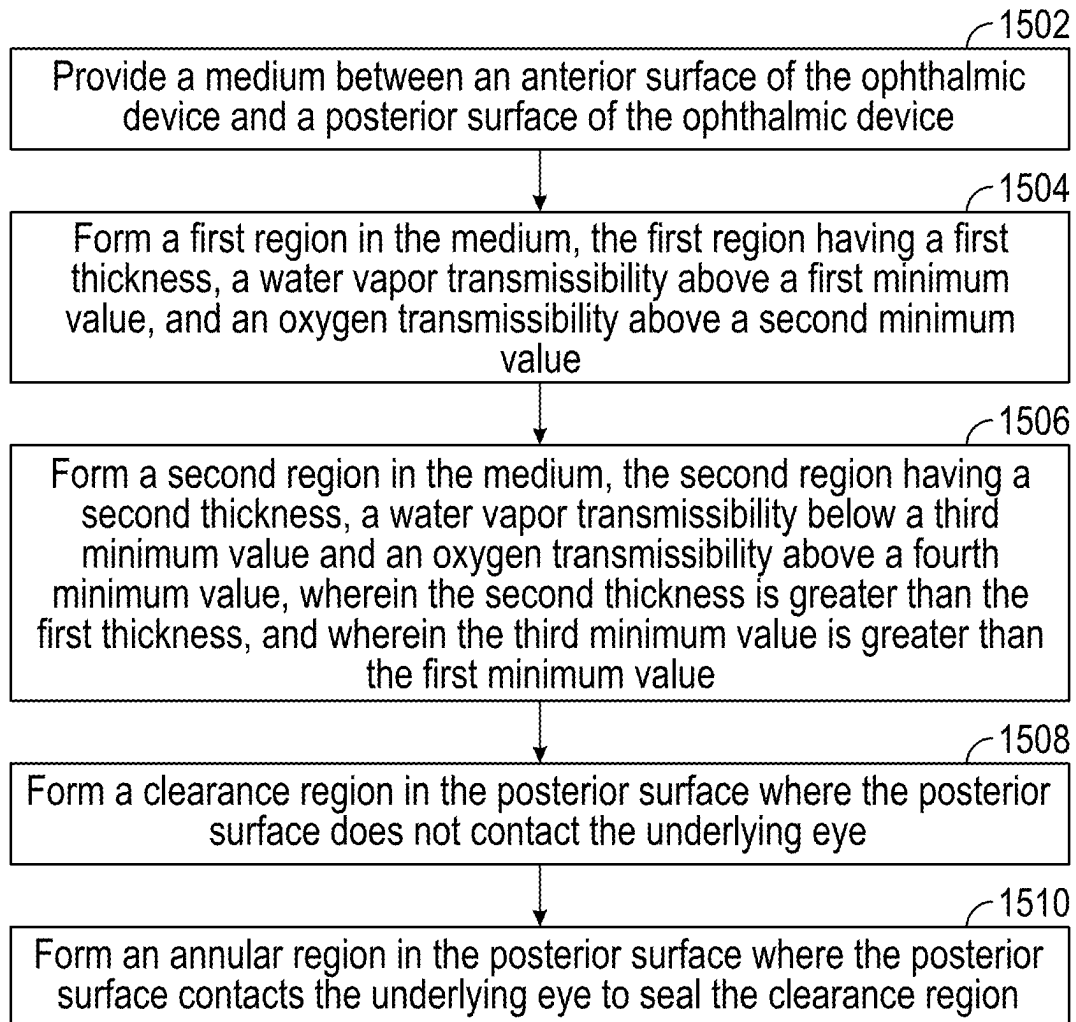 1502
Provide a medium between an anterior surface of the ophthalmic
device and a posterior surface of the ophthalmic device
1504
Form a first region in the medium, the first region having a first
thickness, a water vapor transmissibility above a first minimum
value, and an oxygen transmissibility above a second minimum
value
1506
Form a second region in the medium, the second region having a
second thickness, a water vapor transmissibility below a third
minimum value and an oxygen transmissibility above a fourth
minimum value, wherein the second thickness is greater than the
first thickness, and wherein the third minimum value is greater than
the first minimum value
1508
Form a clearance region in the posterior surface where the posterior
surface does not contact the underlying eye
1510
Form an annular region in the posterior surface where the posterior
surface contacts the underlying eye to seal the clearance region